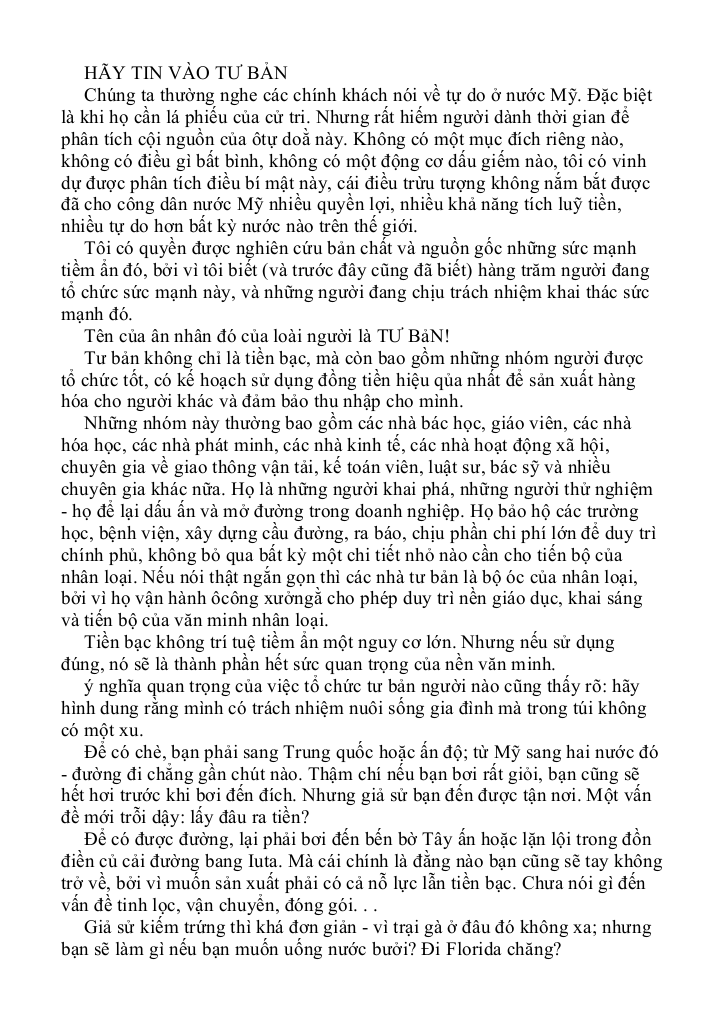 HÃY TIN VÀO TƯ BẢN
Chúng ta thường nghe các chính khách nói về tự do ở nước Mỹ. Đặc biệt
là khi họ cần lá phiếu của cử tri. Nhưng rất hiếm người dành thời gian để
phân tích cội nguồn của ôtự doằ này. Không có một mục đích riêng nào,
không có điều gì bất bình, không có một động cơ dấu giếm nào, tôi có vinh
dự được phân tích điều bí mật này, cái điều trừu tượng không nắm bắt được
đã cho công dân nước Mỹ nhiều quyền lợi, nhiều khả năng tích luỹ tiền,
nhiều tự do hơn bất kỳ nước nào trên thế giới.
Tôi có quyền được nghiên cứu bản chất và nguồn gốc những sức mạnh
tiềm ẩn đó, bởi vì tôi biết (và trước đây cũng đã biết) hàng trăm người đang
tổ chức sức mạnh này, và những người đang chịu trách nhiệm khai thác sức
mạnh đó.
Tên của ân nhân đó của loài người là TƯ BảN!
Tư bản không chỉ là tiền bạc, mà còn bao gồm những nhóm người được
tổ chức tốt, có kế hoạch sử dụng đồng tiền hiệu qủa nhất để sản xuất hàng
hóa cho người khác và đảm bảo thu nhập cho mình.
Những nhóm này thường bao gồm các nhà bác học, giáo viên, các nhà
hóa học, các nhà phát minh, các nhà kinh tế, các nhà hoạt động xã hội,
chuyên gia về giao thông vận tải, kế toán viên, luật sư, bác sỹ và nhiều
chuyên gia khác nữa. Họ là những người khai phá, những người thử nghiệm
- họ để lại dấu ấn và mở đường trong doanh nghiệp. Họ bảo hộ các trường
học, bệnh viện, xây dựng cầu đường, ra báo, chịu phần chi phí lớn để duy trì
chính phủ, không bỏ qua bất kỳ một chi tiết nhỏ nào cần cho tiến bộ của
nhân loại. Nếu nói thật ngắn gọn thì các nhà tư bản là bộ óc của nhân loại,
bởi vì họ vận hành ôcông xưởngằ cho phép duy trì nền giáo dục, khai sáng
và tiến bộ của văn minh nhân loại.
Tiền bạc không trí tuệ tiềm ẩn một nguy cơ lớn. Nhưng nếu sử dụng
đúng, nó sẽ là thành phần hết sức quan trọng của nền văn minh.
ý nghĩa quan trọng của việc tổ chức tư bản người nào cũng thấy rõ: hãy
hình dung rằng mình có trách nhiệm nuôi sống gia đình mà trong túi không
có một xu.
Để có chè, bạn phải sang Trung quốc hoặc ấn độ; từ Mỹ sang hai nước đó
- đường đi chẳng gần chút nào. Thậm chí nếu bạn bơi rất giỏi, bạn cũng sẽ
hết hơi trước khi bơi đến đích. Nhưng giả sử bạn đến được tận nơi. Một vấn
đề mới trỗi dậy: lấy đâu ra tiền?
Để có được đường, lại phải bơi đến bến bờ Tây ấn hoặc lặn lội trong đồn
điền củ cải đường bang Iuta. Mà cái chính là đằng nào bạn cũng sẽ tay không
trở về, bởi vì muốn sản xuất phải có cả nỗ lực lẫn tiền bạc. Chưa nói gì đến
vấn đề tinh lọc, vận chuyển, đóng gói. . .
Giả sử kiếm trứng thì khá đơn giản - vì trại gà ở đâu đó không xa; nhưng
bạn sẽ làm gì nếu bạn muốn uống nước bưởi? Đi Florida chăng?